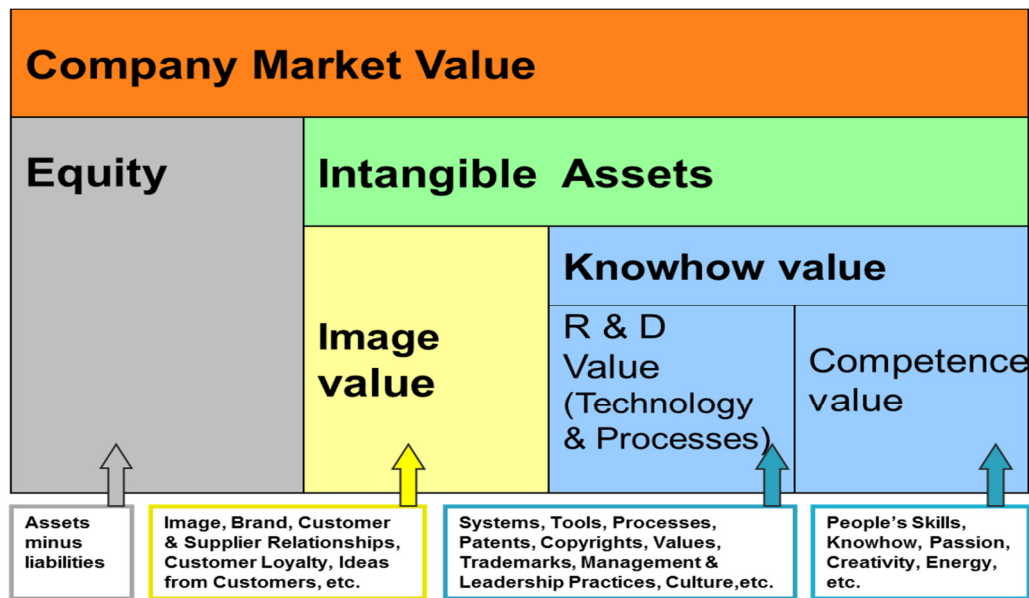 Company Market Value
Equity
Intangible Assets
Image
value
Knowhow value
R & D
Value
(Technology
& Processes)
Competence
value
Assets
minus
liabilities
Image, Brand, Customer
& Supplier Relationships,
Customer Loyalty, Ideas
from Customers, etc.
Systems, Tools, Processes,
Patents, Copyrights, Values,
Trademarks, Management &
Leadership Practices, Culture,etc.
People's Skills,
Knowhow, Passion,
Creativity, Energy,
etc.